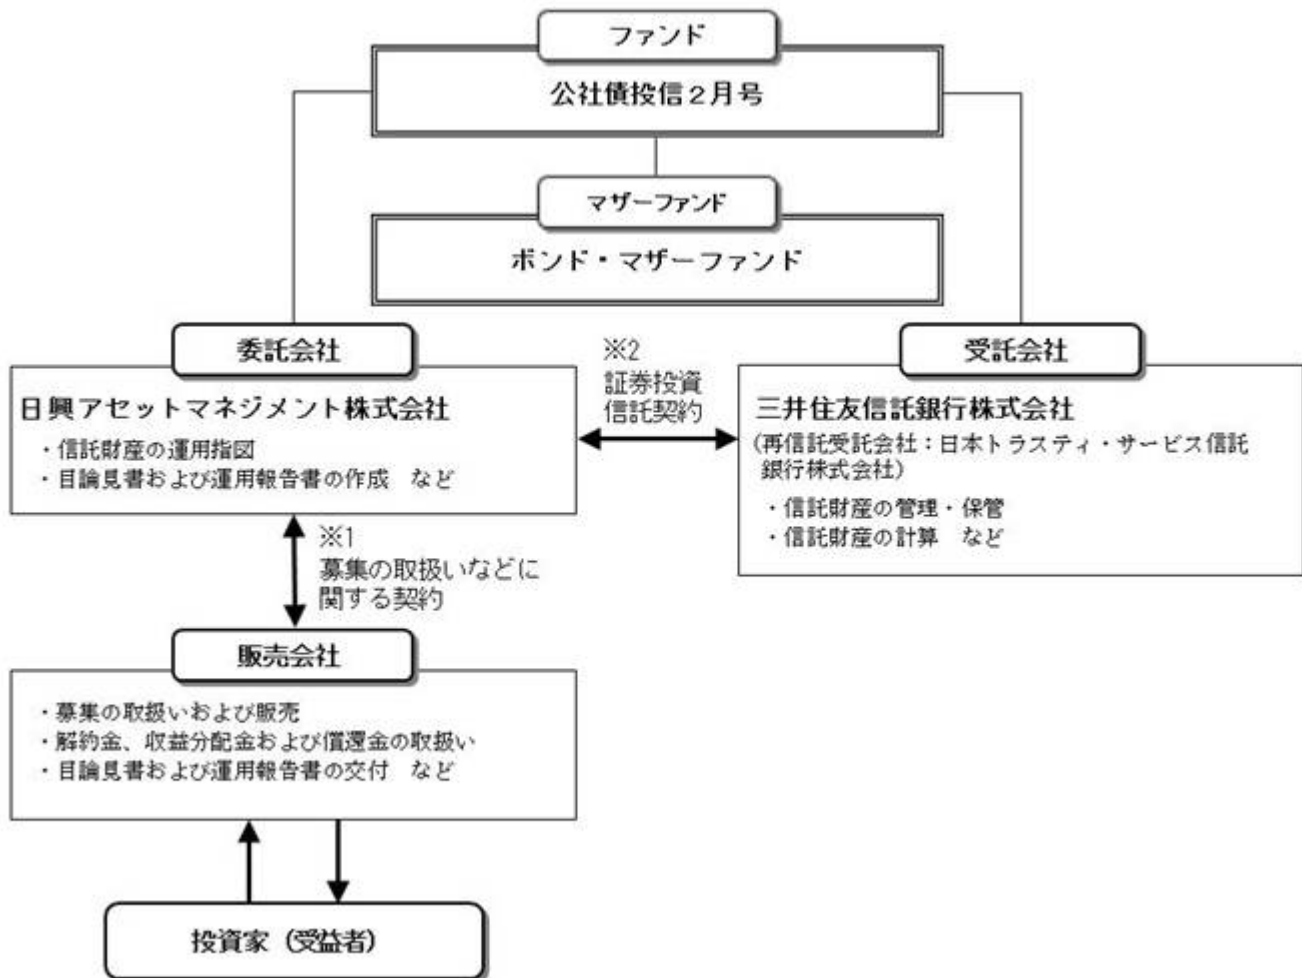 ファンド
公社債投信２月号
マザーファンド
ボンド・マザーファンド
委託会社
日興アセットマネジメント株式会社
・信託財産の運用指図
・目論見書および運用報告書の作成　など
※2
証券投資
信託契約
受託会社
三井住友信託銀行株式会社
(再信託受託会社：日本トラスティ・サービス信託
銀行株式会社)
・信託財産の管理・保管
・信託財産の計算　など
※1
募集の取扱いなどに
関する契約
販売会社
・募集の取扱いおよび販売
・解約金、収益分配金および償還金の取扱い
・目論見書および運用報告書の交付　など
投資家（受益者）